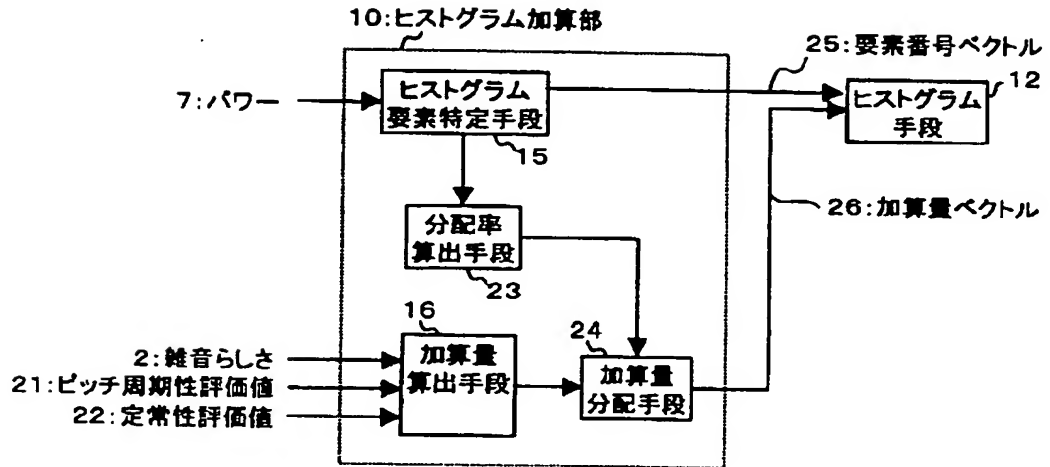 10:ヒストグラム加算部
25:要素番号ベクトル
7:パワー
ヒストグラム
要素特定手段
15
ヒストグラム
手段
12
26:加算量ベクトル
分配率
算出手段
23
16
加算量
算出手段
24
加算量
分配手段
2:雑音らしさ
21:ピッチ周期性評価値
22:定常性評価値